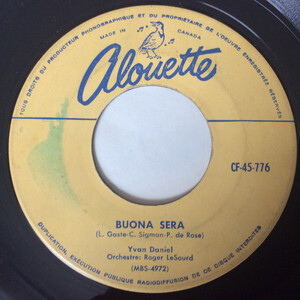 TOUS DROITS DU PRODUCTEUR PHONOGRAPHIQUE ET DU PROPRIÉTAIRE DE L'OEUVRE ENREGISTRÉE RÉSERVÉS
MADE IN CANADA
Alouette
CF-45-776
BUONA SERA
(L. Gaste-C. Sigman-P. de Rose)
Yvan Daniel
Orchestre: Roger LeSourd
(MBS-4972)
EXÉCUTION PUBLIQUE RADIODIFFUSION DE CE DISQUE INTERDITES